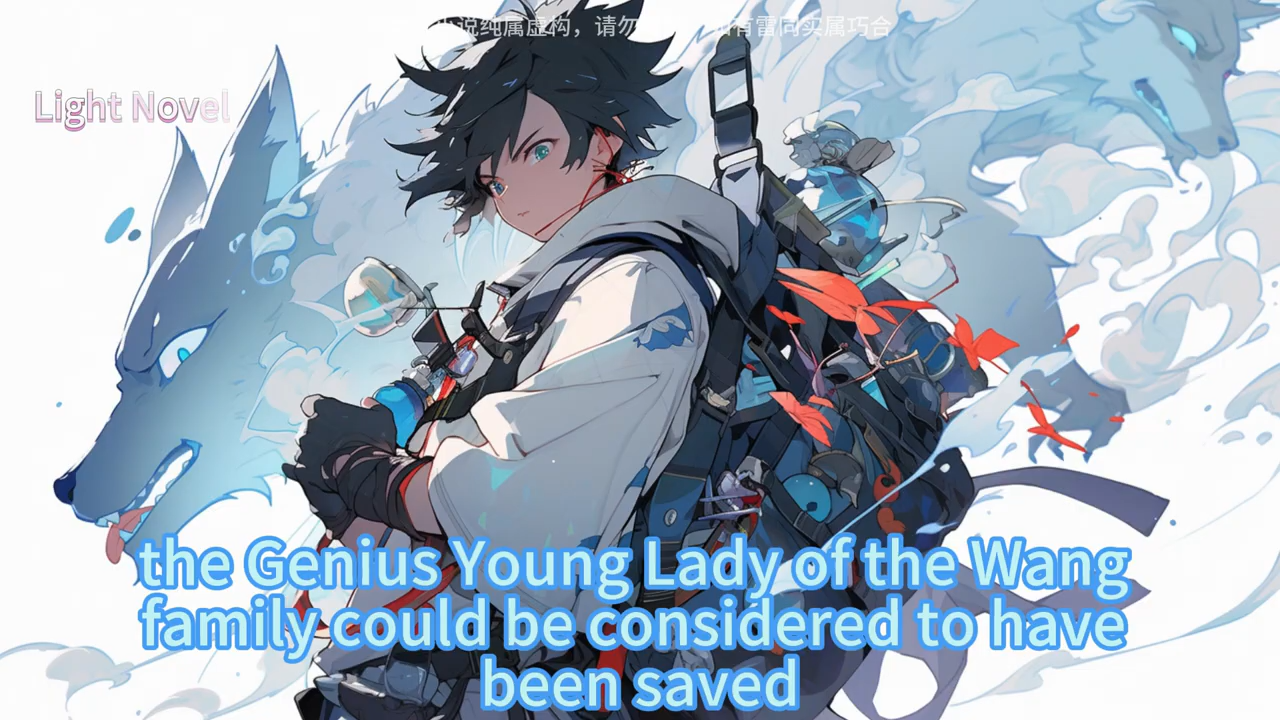 说纯属虚构，请勿
有雷同实属巧合
Light Novel
the Genius Young Lady of the Wang
family could be considered to have
been saved